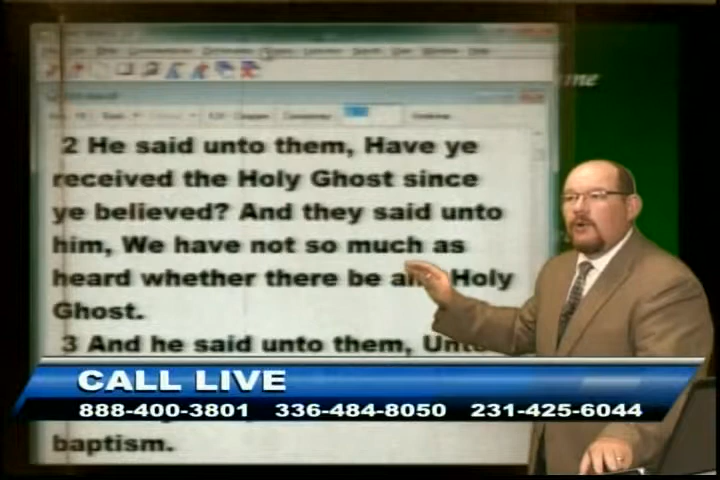 me
2 He said unto them, Have ye
received the Holy Ghost since
ye believed? And they said unto
him, We have not so much as
heard whether there be Holy
Ghost.
3 And he said unto them,
CALL LIVE
888-400-3801 336-484-8050 231-425-6044
baptism.